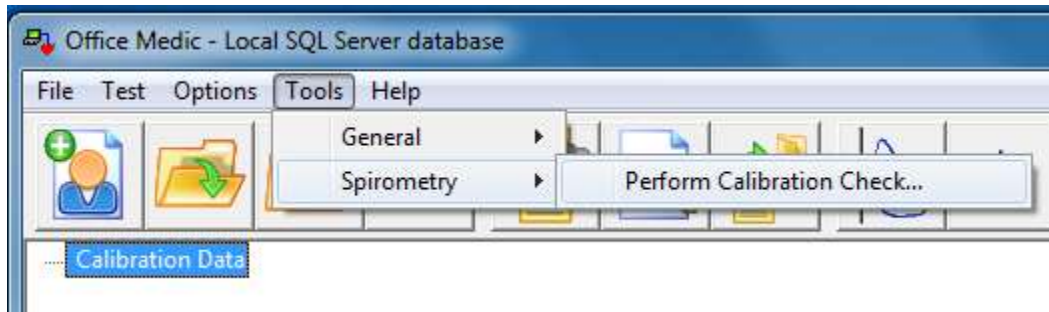 Office Medic - Local SQL Server database
File Test Options Tools Help
General
Spirometry
Perform Calibration Check...
Calibration Data